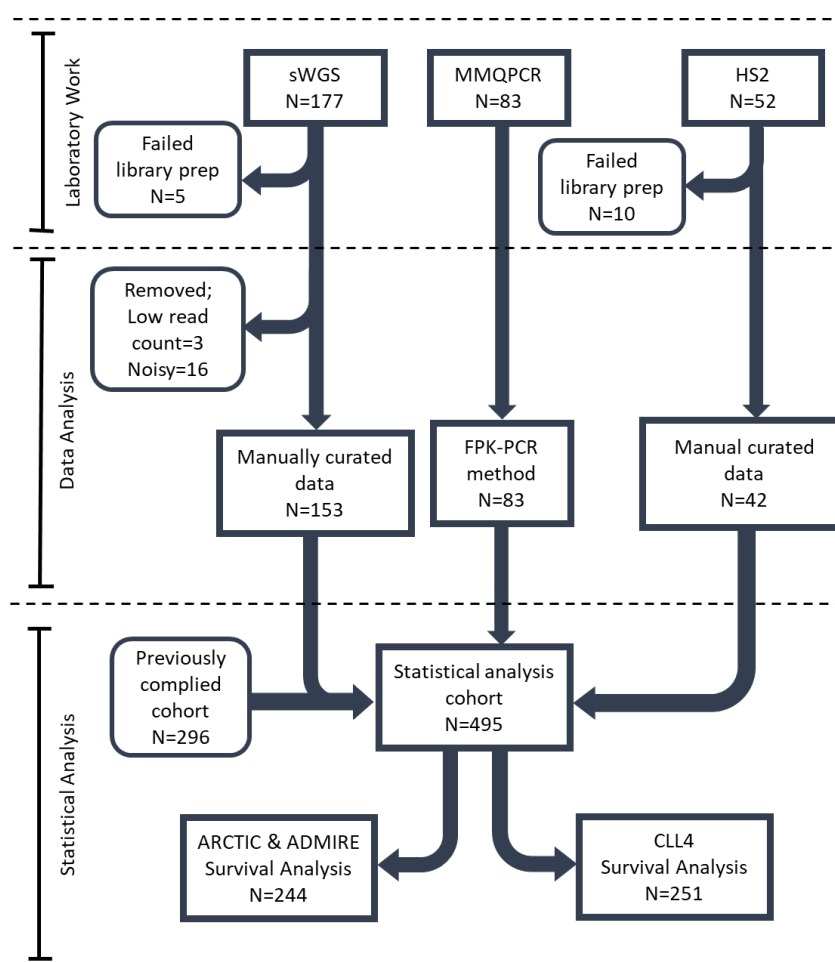 Laboratory Work
sWGS
N=177
MMQPCR
N=83
HS2
N=52
Failed
library prep
N=5
Failed
library prep
N=10
Data Analysis
Removed;
Low read
count=3
Noisy=16
Manually curated
data
N=153
FPK-PCR
method
N=83
Manual curated
data
N=42
Statistical Analysis
Previously
complied
cohort
N=296
Statistical analysis
cohort
N=495
ARCTIC & ADMIRE
Survival Analysis
N=244
CLL4
Survival Analysis
N=251